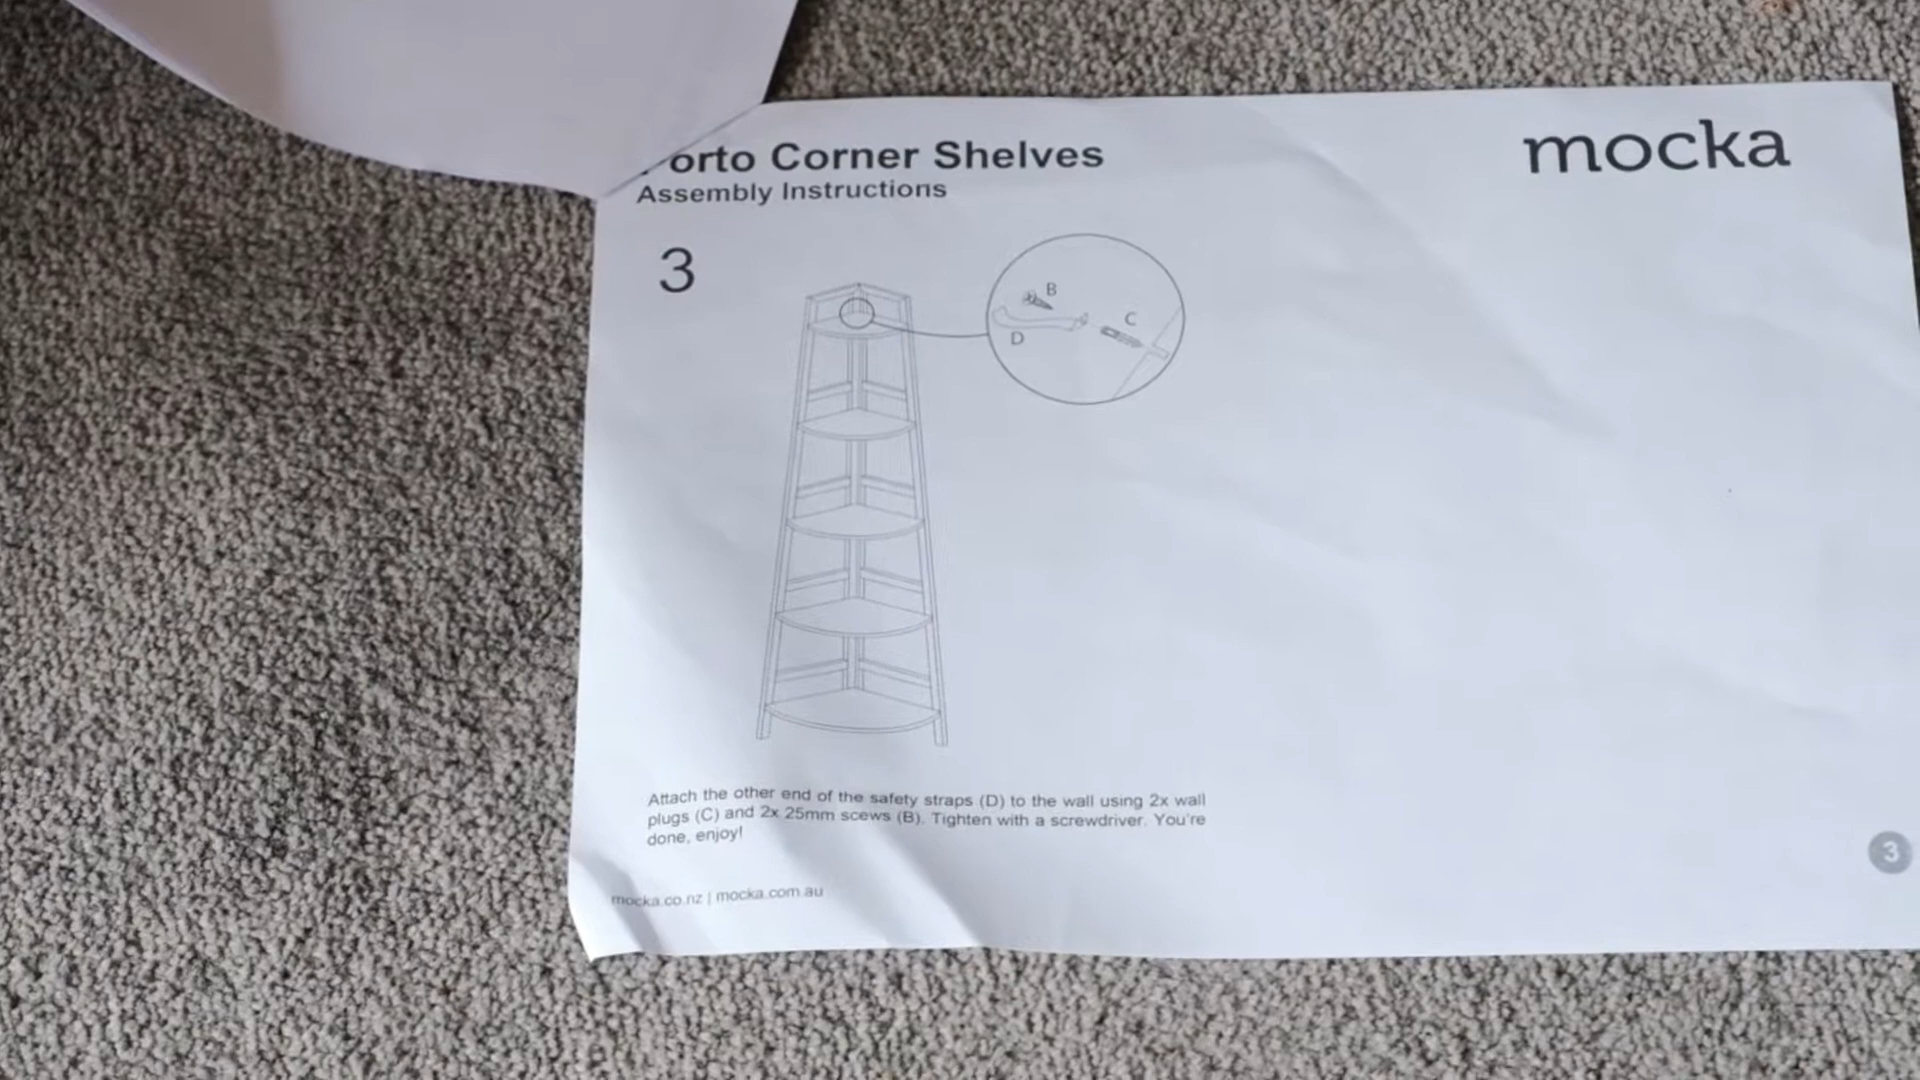 orto Corner Shelves
Assembly Instructions
mocka
3
B
C
D
Attach the other end of the safety straps (D) to the wall using 2x wall
plugs (C) and 2x 25mm scews (B). Tighten with a screwdriver. You're
done, enjoy!
3
mocka.co.nz | mocka.com.au